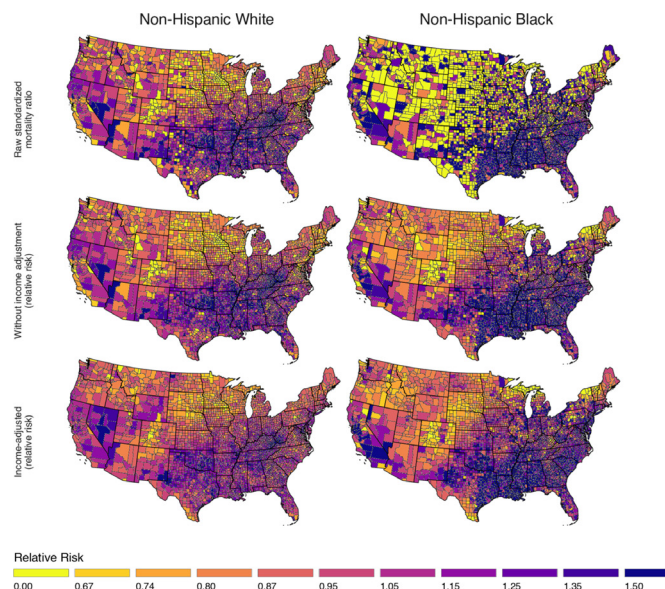 Non-Hispanic White
Non-Hispanic Black
Raw standardized
mortality ratio
Without income adjustment
(relative risk)
Income-adjusted
(relative risk)
Relative Risk
0.00 0.67 0.74 0.80 0.87 0.95 1.05 1.15 1.25 1.35 1.50